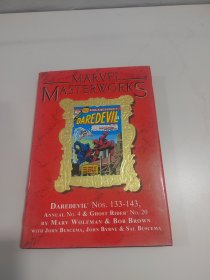 MARVEL
MASTERWORKS
DAREDEVIL
DAREDEVIL NOS. 133-143,
ANNUAL NO. 4 & GHOST RIDER NO. 20
BY MARV WOLFMAN & BOB BROWN
WITH JOHN BUSCEMA, JOHN BYRNE & SAL BUSCEMA